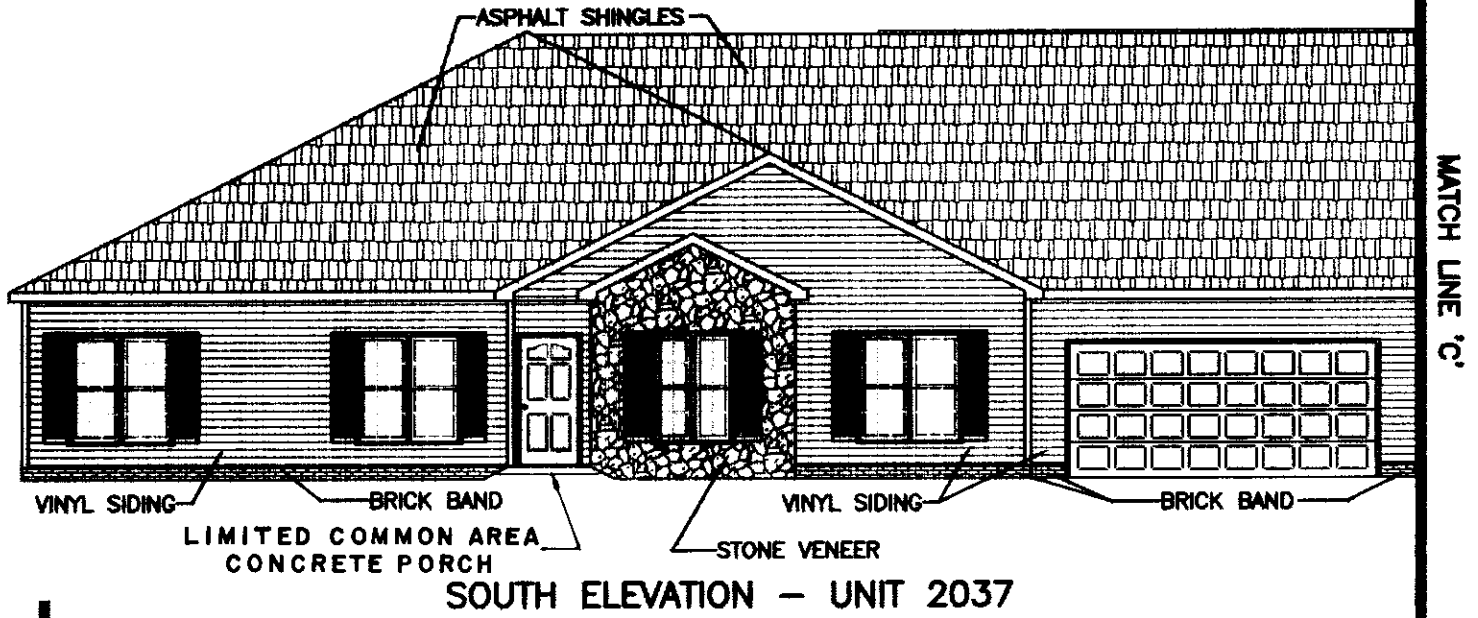 ASPHALT SHINGLES
MATCH LINE 'C'
VINYL SIDING
BRICK BAND
VINYL SIDING
BRICK BAND
LIMITED COMMON AREA
CONCRETE PORCH
STONE VENEER
SOUTH ELEVATION – UNIT 2037